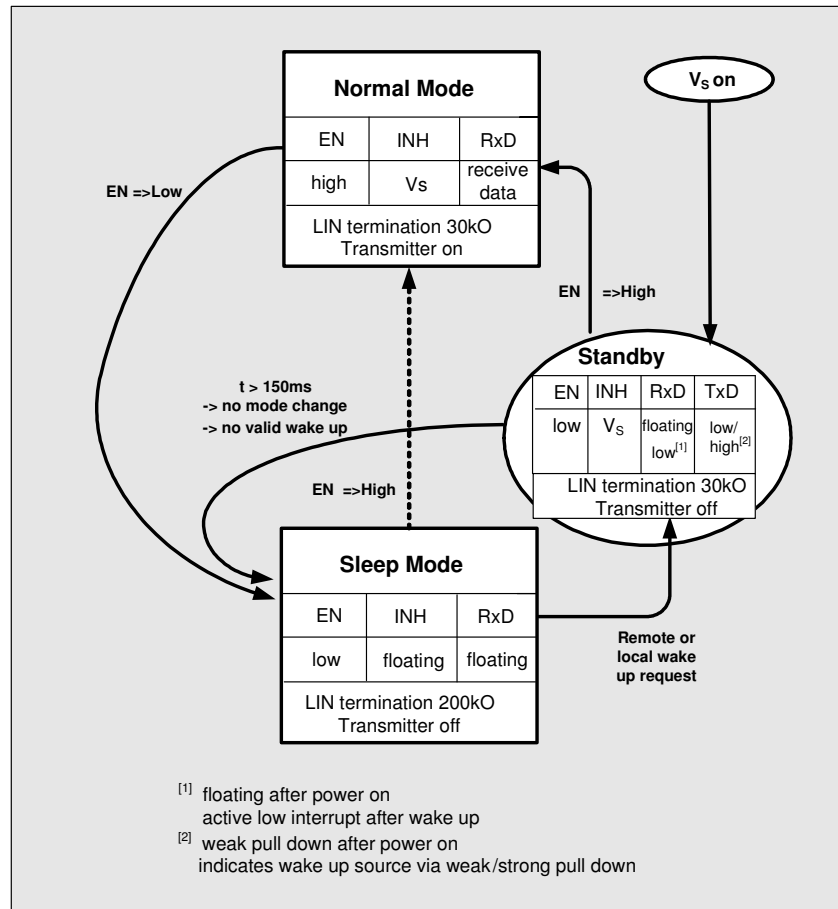 Normal Mode
EN INH RxD
high Vs receive
data
LIN termination 30kO
Transmitter on
VS on
EN =>Low
EN =>High
t > 150ms
-> no mode change
-> no valid wake up
EN =>High
Standby
EN INH RxD TxD
low VS floating low/
low[1] high[2]
LIN termination 30kO
Transmitter off
Sleep Mode
EN INH RxD
low floating floating
LIN termination 200kO
Transmitter off
Remote or
local wake
up request
[1] floating after power on
active low interrupt after wake up
[2] weak pull down after power on
indicates wake up source via weak/strong pull down